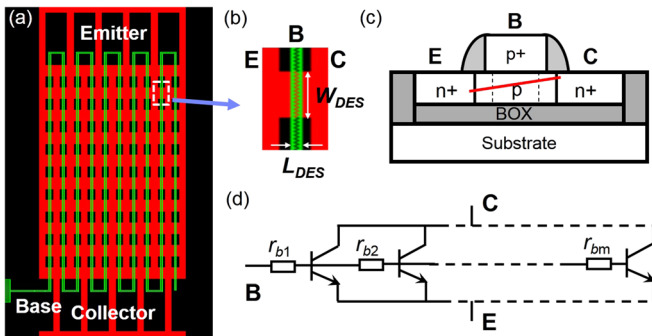 (a)
Emitter
Base
Collector
(b)
B
E
C
W_DES
L_DES
(c)
B
E
C
p+
n+
p
n+
BOX
Substrate
(d)
C
r_b1
r_b2
r_bm
B
E